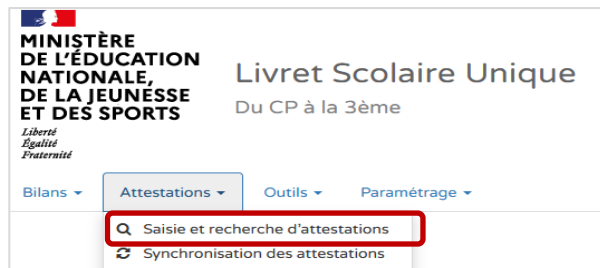 MINISTÈRE
DE L'ÉDUCATION
NATIONALE,
DE LA JEUNESSE
ET DES SPORTS
Liberté
Égalité
Fraternité
Livret Scolaire Unique
Du CP à la 3ème
Bilans Attestations Outils Paramétrage
Saisie et recherche d'attestations
Synchronisation des attestations